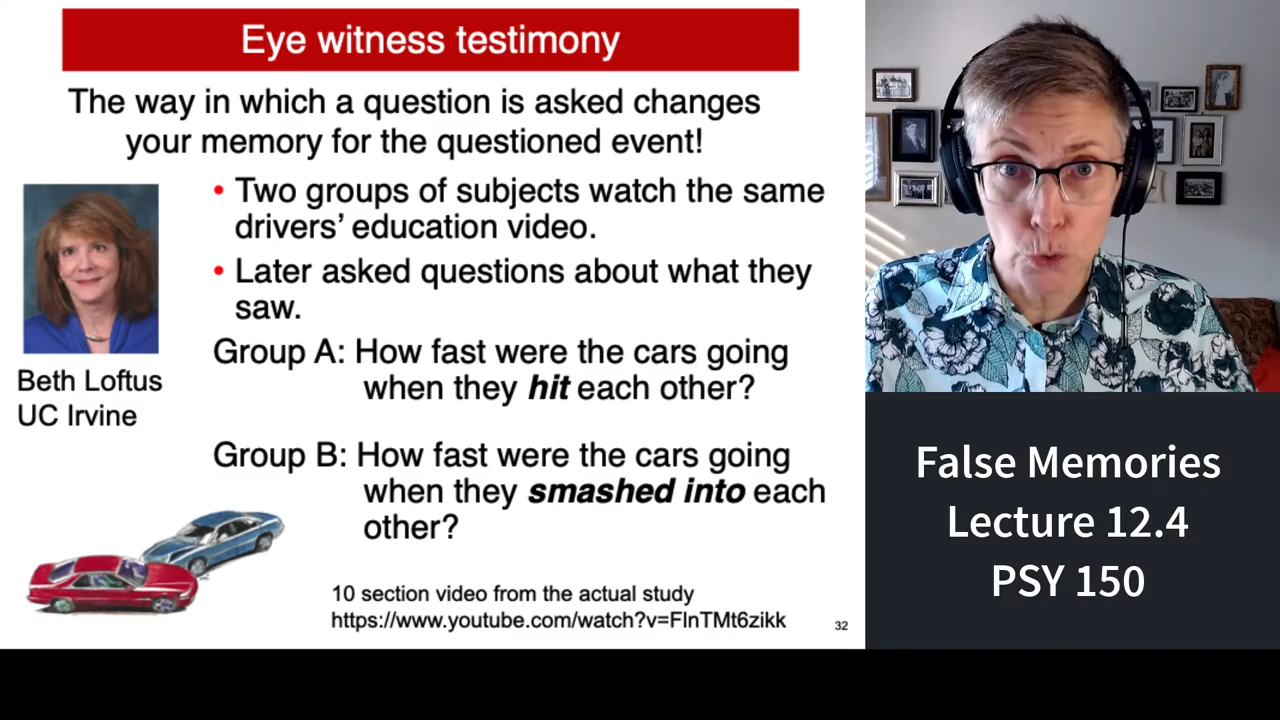 Eye witness testimony
The way in which a question is asked changes
your memory for the questioned event!
• Two groups of subjects watch the same
drivers’ education video.
• Later asked questions about what they
saw.
Group A: How fast were the cars going
when they hit each other?
Group B: How fast were the cars going
when they smashed into each
other?
Beth Loftus
UC Irvine
10 section video from the actual study
https://www.youtube.com/watch?v=FlnTMt6zikk
32
False Memories
Lecture 12.4
PSY 150